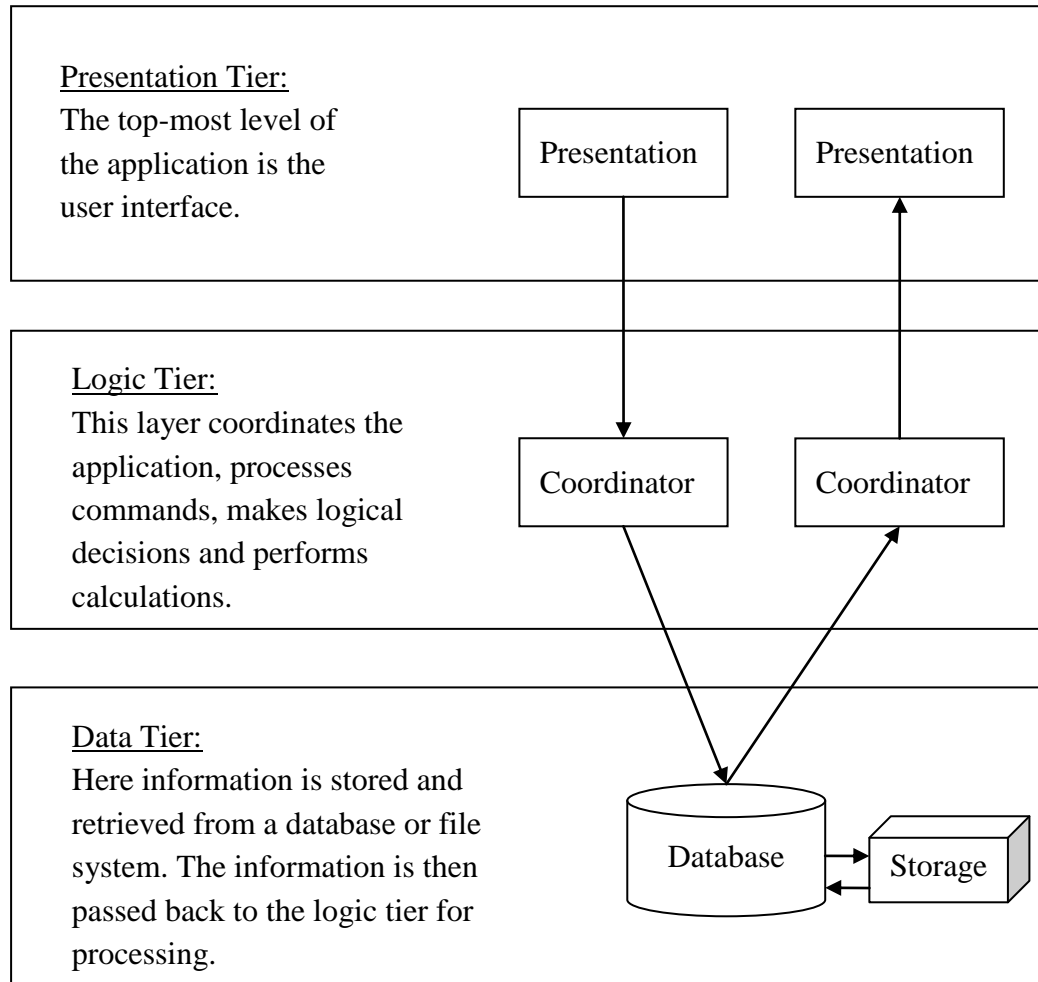 Presentation Tier:
The top-most level of
the application is the
user interface.
Presentation
Presentation
Logic Tier:
This layer coordinates the
application, processes
commands, makes logical
decisions and performs
calculations.
Coordinator
Coordinator
Data Tier:
Here information is stored and
retrieved from a database or file
system. The information is then
passed back to the logic tier for
processing.
Database
Storage